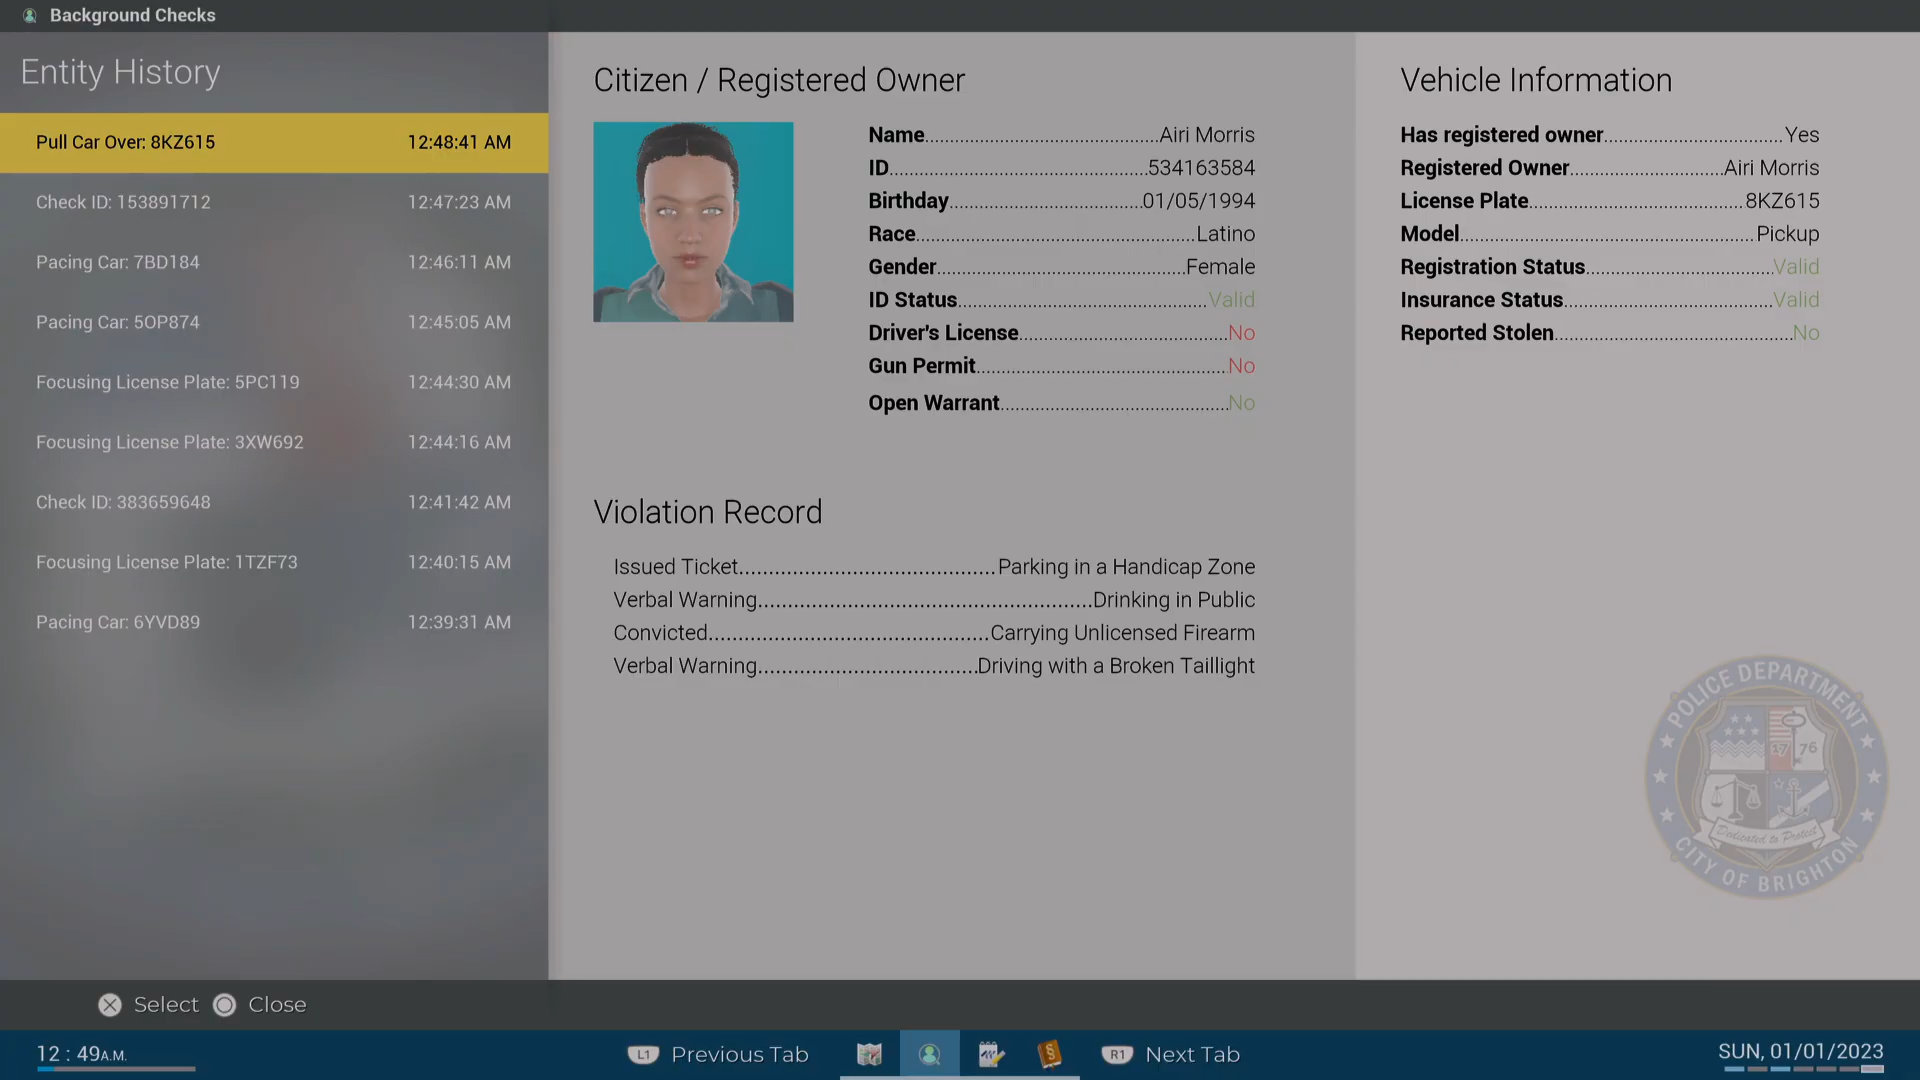 Background Checks
Entity History
Pull Car Over: 8KZ615 12:48:41 AM
Check ID: 153891712 12:47:23 AM
Pacing Car: 7BD184 12:46:11 AM
Pacing Car: 5OP874 12:45:05 AM
Focusing License Plate: 5PC119 12:44:30 AM
Focusing License Plate: 3XW692 12:44:16 AM
Check ID: 383659648 12:41:42 AM
Focusing License Plate: 1TZF73 12:40:15 AM
Pacing Car: 6YVD89 12:39:31 AM
Citizen / Registered Owner
Name Airi Morris
ID 534163584
Birthday 01/05/1994
Race Latino
Gender Female
ID Status Valid
Driver's License No
Gun Permit No
Open Warrant No
Violation Record
Issued Ticket Parking in a Handicap Zone
Verbal Warning Drinking in Public
Convicted Carrying Unlicensed Firearm
Verbal Warning Driving with a Broken Taillight
Vehicle Information
Has registered owner Yes
Registered Owner Airi Morris
License Plate 8KZ615
Model Pickup
Registration Status Valid
Insurance Status Valid
Reported Stolen No
POLICE DEPARTMENT
17 76
Dedicated to Protect
CITY OF BRIGHTON
Select Close
12 : 49 A.M.
L1 Previous Tab
R1 Next Tab
SUN, 01/01/2023